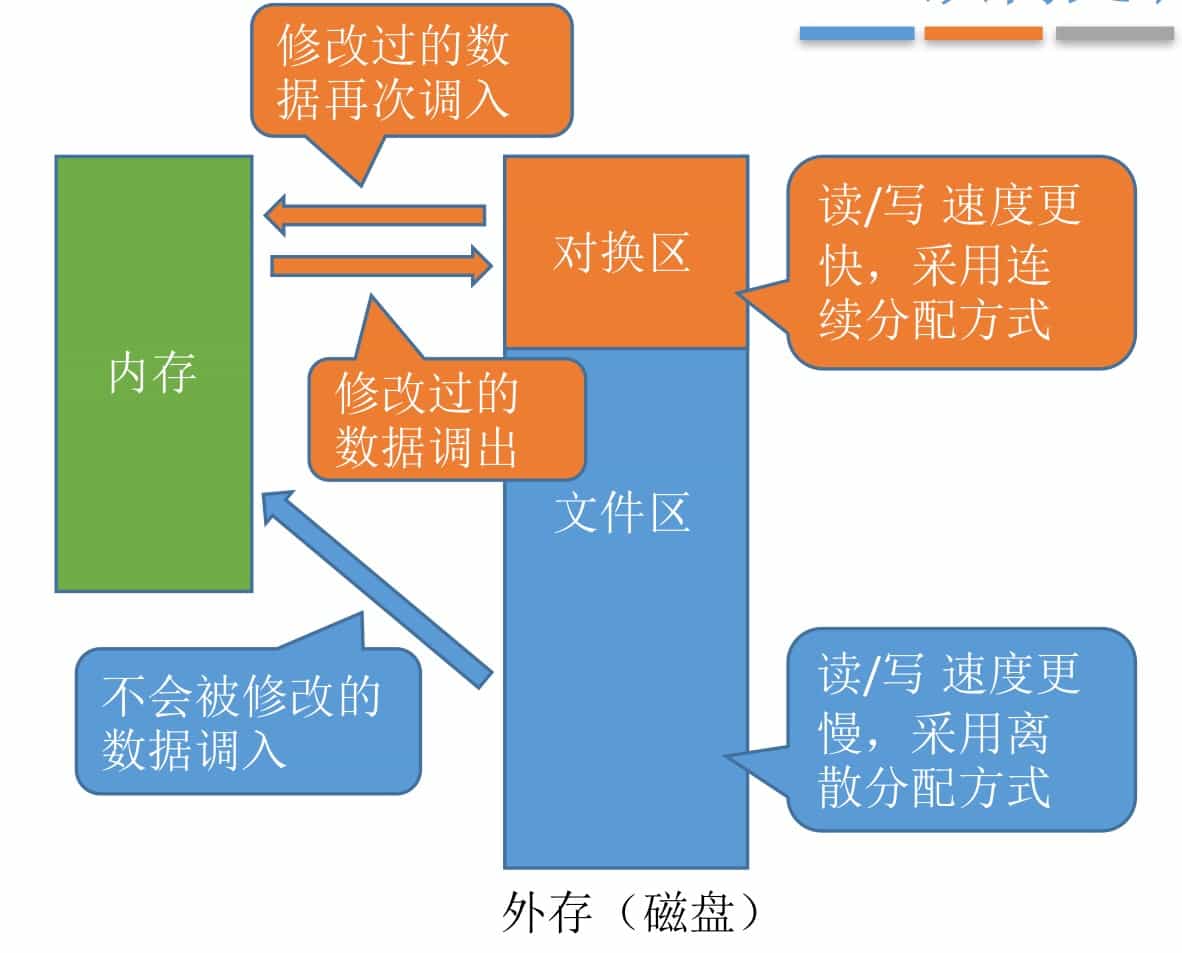 修改过的数
据再次调入
对换区
读/写 速度更
快，采用连
续分配方式
内存
修改过的
数据调出
文件区
不会被修改的
数据调入
读/写 速度更
慢，采用离
散分配方式
外存（磁盘）